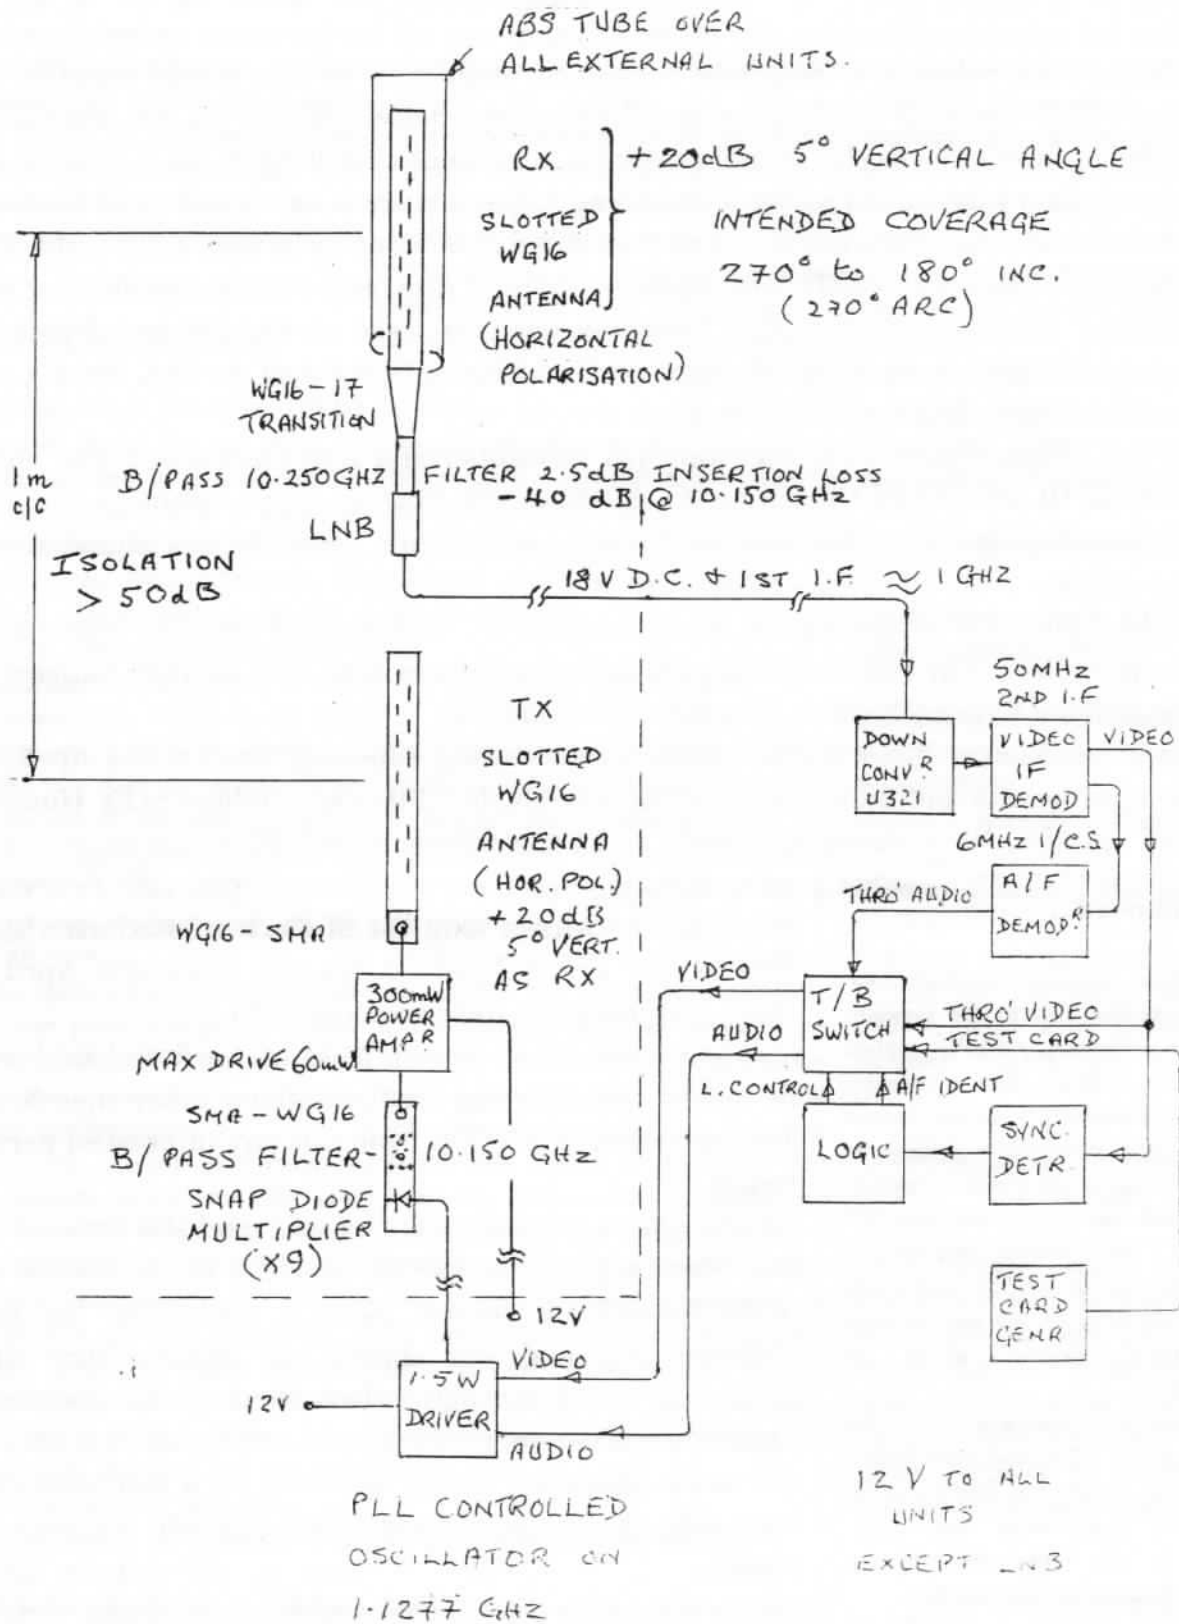 ABS TUBE OVER
ALL EXTERNAL UNITS.
RX
SLOTTED
WG16
ANTENNA
(HORIZONTAL
POLARISATION)
+20dB 5° VERTICAL ANGLE
INTENDED COVERAGE
270° to 180° INC.
(270° ARC)
WG16-17
TRANSITION
1m
c/c
B/PASS 10.250GHZ FILTER 2.5dB INSERTION LOSS
-40 dB @ 10.150 GHz
LNB
ISOLATION
> 50dB
18V D.C. + 1ST I.F. ≈ 1 GHZ
TX
SLOTTED
WG16
ANTENNA
(HOR. POL.)
+20dB
5° VERT.
AS RX
50MHZ
2ND I.F
DOWN
CONVR.
U321
VIDEO
IF
DEMOD
VIDEO
6MHZ I/C.S.
A/F
DEMODR.
THRO' AUDIO
WG16-SMA
300mW
POWER
AMPR
MAX DRIVE 60mW
VIDEO
AUDIO
T/B
SWITCH
THRO' VIDEO
TEST CARD
L. CONTROL
A/F IDENT
LOGIC
SYNC.
DETR.
SMA-WG16
B/PASS FILTER- 10.150 GHz
SNAP DIODE
MULTIPLIER
(X9)
12V
TEST
CARD
GENR
VIDEO
12V
1.5W
DRIVER
AUDIO
PLL CONTROLLED
OSCILLATOR ON
1.1277 GHZ
12 V TO ALL
UNITS
EXCEPT LNB